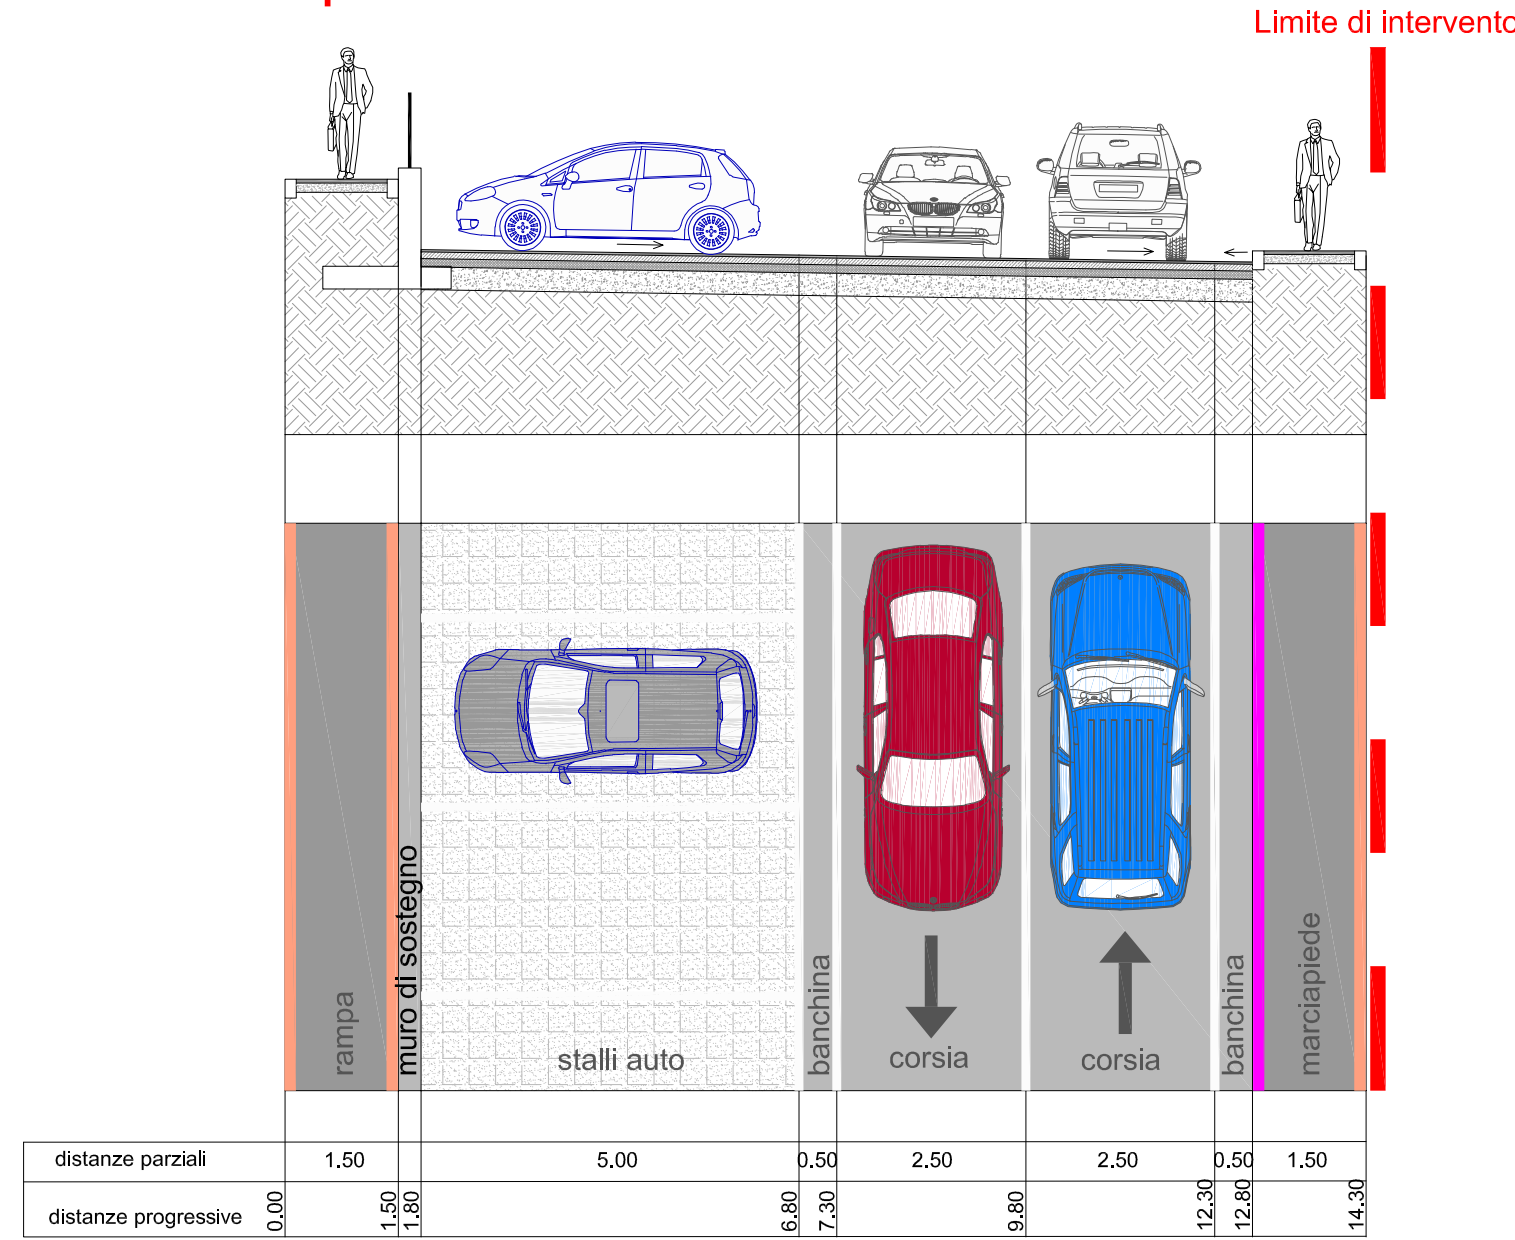 Limite di intervento
rampa
muro di sostegno
stalli auto
banchina
corsia
corsia
banchina
marciapiede
distanze parziali 1.50 5.00 0.50 2.50 2.50 0.50 1.50
distanze progressive 0.00 1.50 1.80 6.80 7.30 9.80 12.30 12.80 14.30